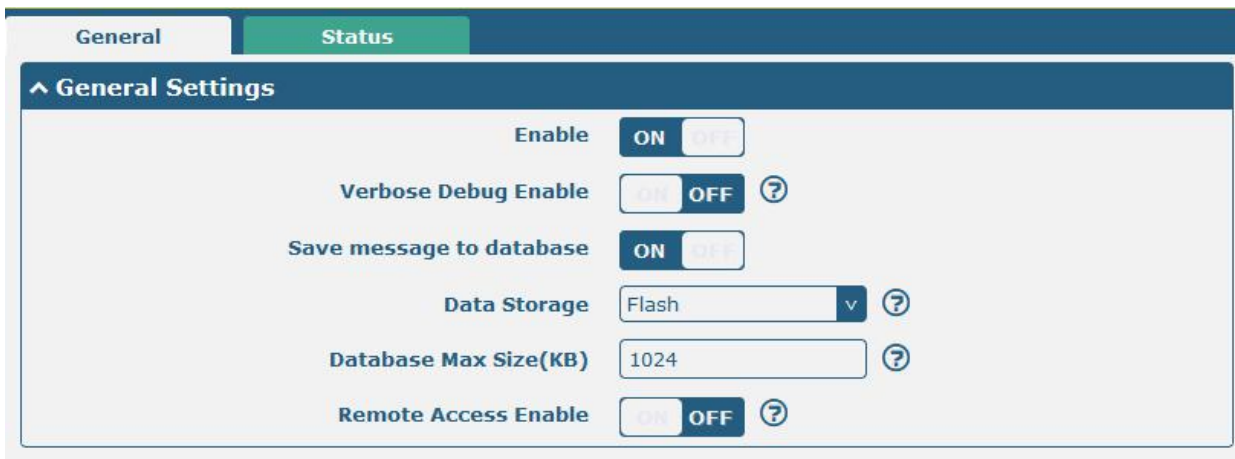 General Status
General Settings
Enable ON OFF
Verbose Debug Enable ON OFF ?
Save message to database ON OFF
Data Storage Flash v ?
Database Max Size(KB) 1024 ?
Remote Access Enable ON OFF ?